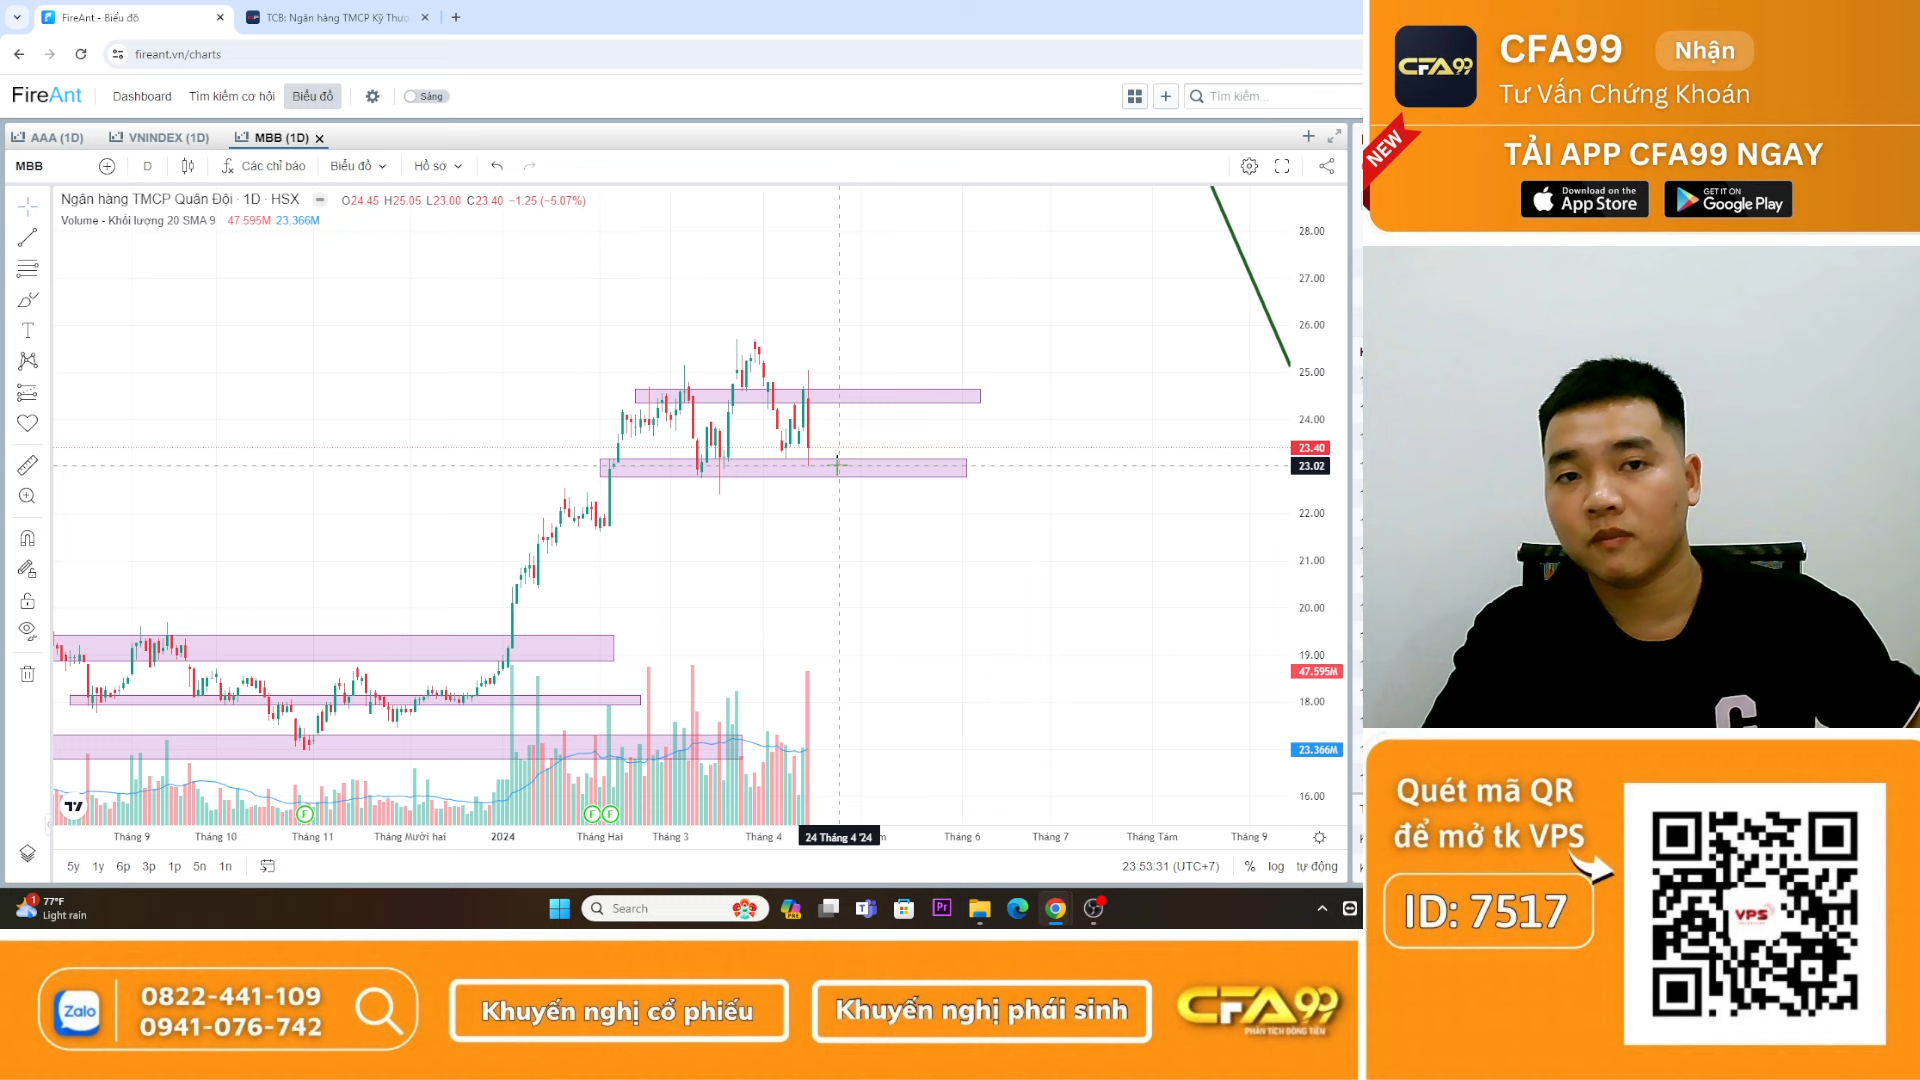 FireAnt - Biểu đồ
TCB: Ngân hàng TMCP Kỹ Thươ
fireant.vn/charts
FireAnt
Dashboard
Tìm kiếm cơ hội
Biểu đồ
Sáng
Tìm kiếm...
AAA (1D)
VNINDEX (1D)
MBB (1D)
MBB
D
Các chỉ báo
Biểu đồ
Hồ sơ
Ngân hàng TMCP Quân Đội · 1D · HSX
O24.45 H25.05 L23.00 C23.40 −1.25 (−5.07%)
Volume - Khối lượng 20 SMA 9 47.595M 23.366M
28.00
27.00
26.00
25.00
24.00
23.40
23.02
22.00
21.00
20.00
19.00
47.595M
18.00
23.366M
16.00
F
F
F
Tháng 9
Tháng 10
Tháng 11
Tháng Mười hai
2024
Tháng Hai
Tháng 3
Tháng 4
24 Tháng 4 '24
Tháng 6
Tháng 7
Tháng Tám
Tháng 9
5y
1y
6p
3p
1p
5n
1n
23:53:31 (UTC+7)
%
log
tự động
1
77°F
Light rain
Search
PRE
Pr
CFA99
CFA99
Nhận
Tư Vấn Chứng Khoán
NEW
TẢI APP CFA99 NGAY
Download on the
App Store
GET IT ON
Google Play
C
Quét mã QR
để mở tk VPS
ID: 7517
VPS
Zalo
0822-441-109
0941-076-742
Khuyến nghị cổ phiếu
Khuyến nghị phái sinh
CFA99
PHÂN TÍCH DÒNG TIỀN